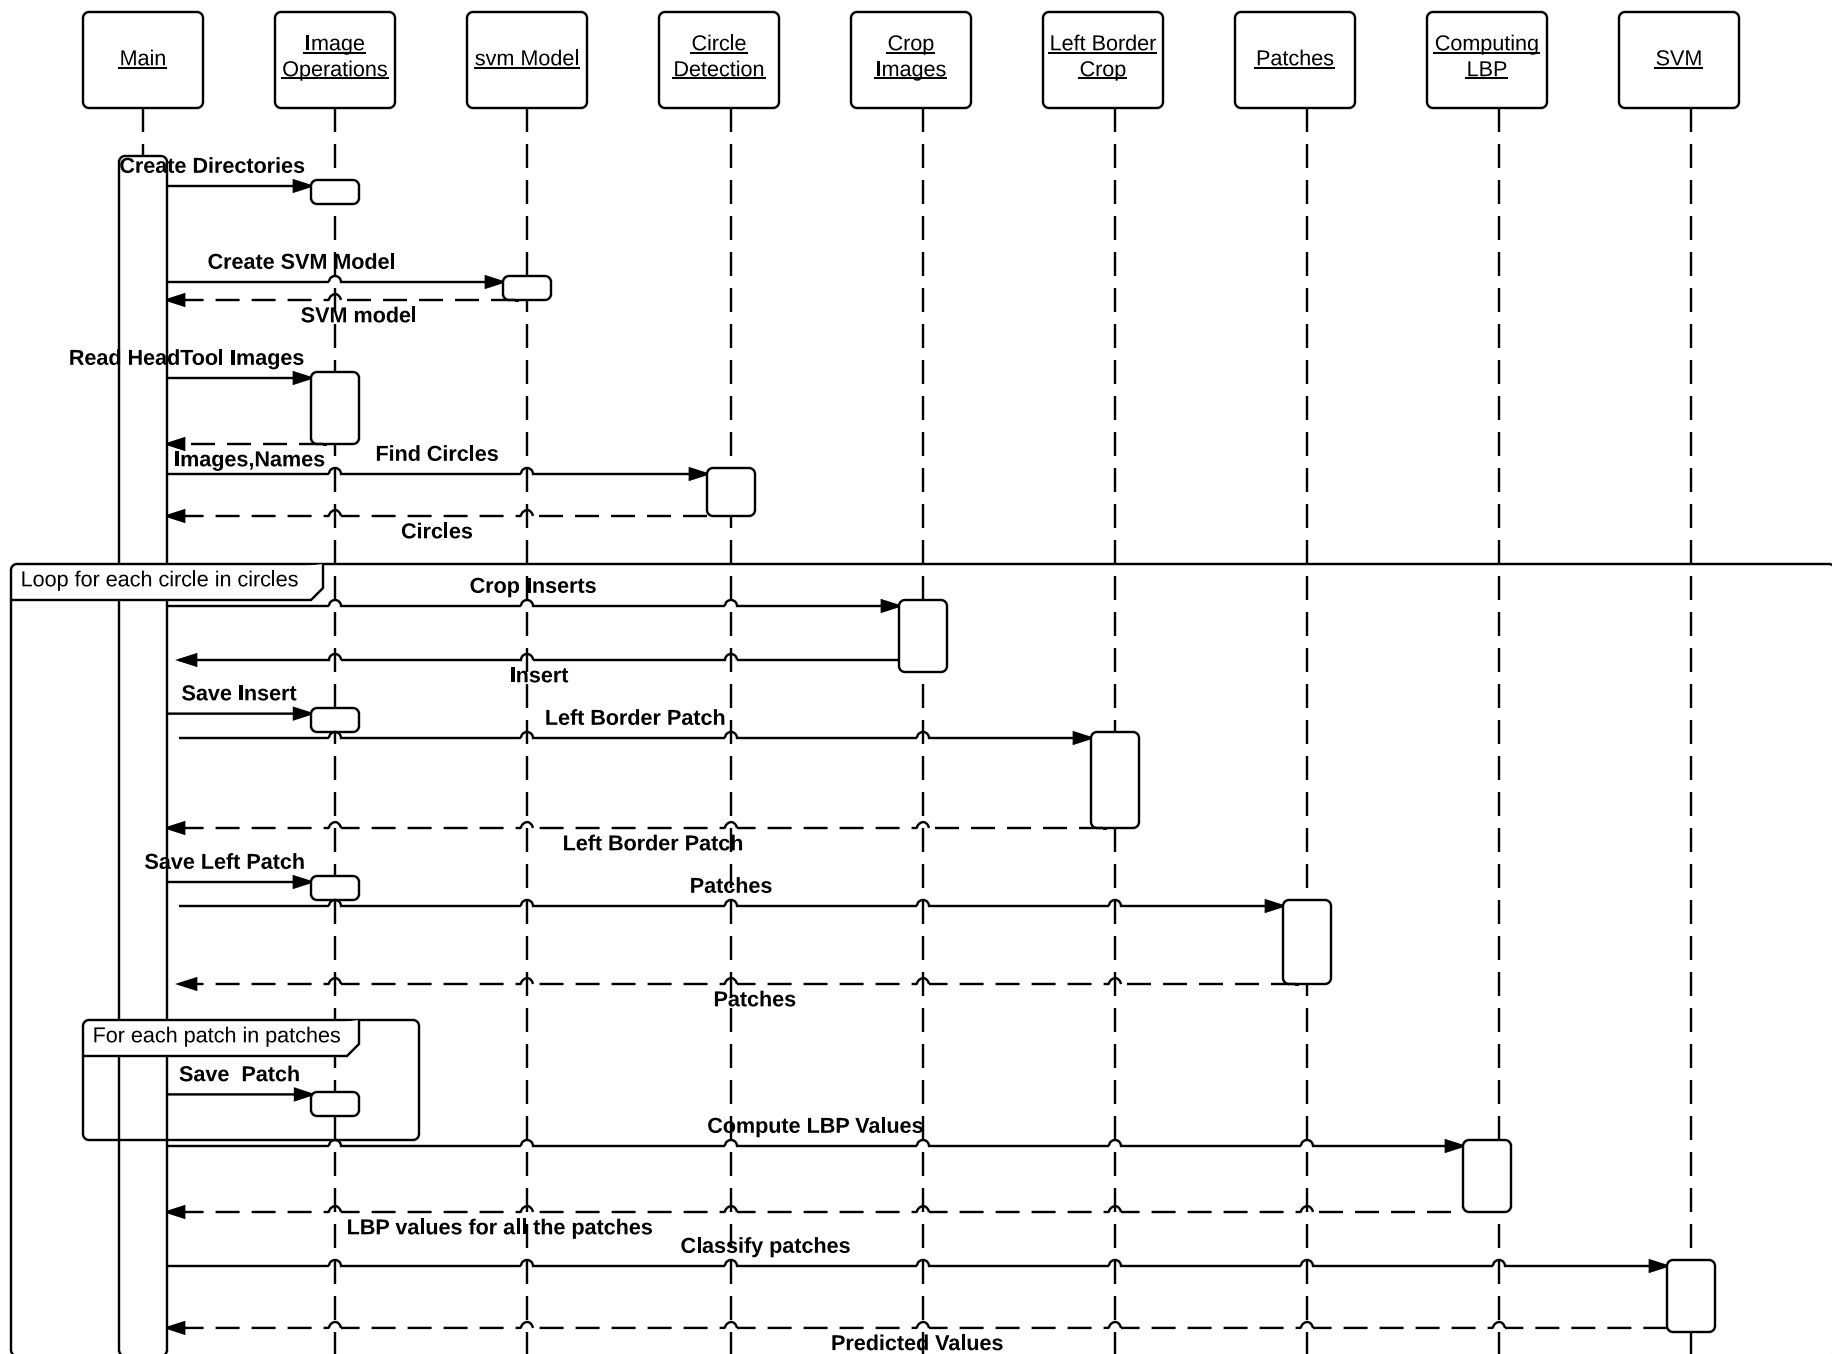 Main
Image
Operations
svm Model
Circle
Detection
Crop
Images
Left Border
Crop
Patches
Computing
LBP
SVM
Create Directories
Create SVM Model
SVM model
Read HeadTool Images
Images,Names
Find Circles
Circles
Loop for each circle in circles
Crop Inserts
Insert
Save Insert
Left Border Patch
Left Border Patch
Save Left Patch
Patches
Patches
For each patch in patches
Save  Patch
Compute LBP Values
LBP values for all the patches
Classify patches
Predicted Values